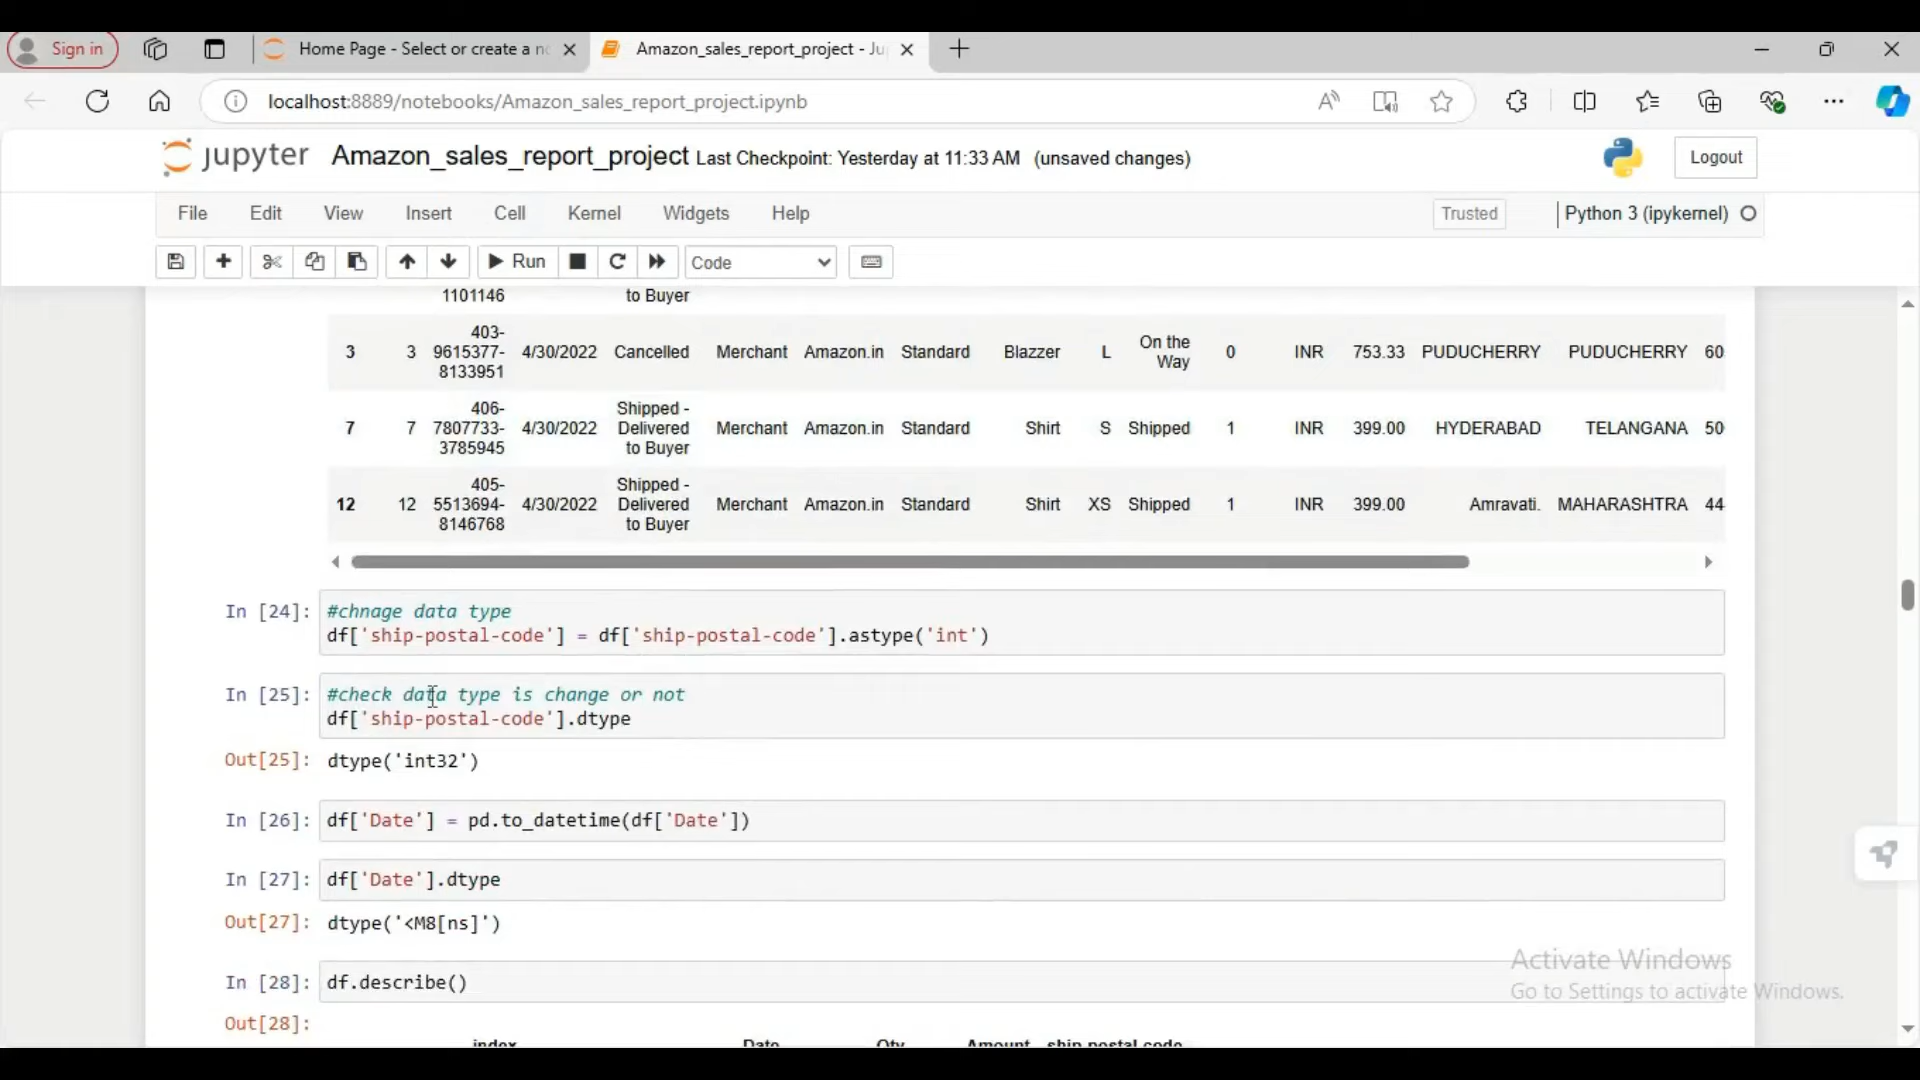 Sign in
Home Page - Select or create a n
Amazon_sales_report_project - Ju
localhost:8889/notebooks/Amazon_sales_report_project.ipynb
jupyter Amazon_sales_report_project Last Checkpoint: Yesterday at 11:33 AM (unsaved changes)
Logout
File Edit View Insert Cell Kernel Widgets Help
Trusted
Python 3 (ipykernel)
Run
Code
1101146 to Buyer
403-
3 3 9615377- 4/30/2022 Cancelled Merchant Amazon.in Standard Blazzer L On the Way 0 INR 753.33 PUDUCHERRY PUDUCHERRY 60
8133951
406- Shipped -
7 7 7807733- 4/30/2022 Delivered Merchant Amazon.in Standard Shirt S Shipped 1 INR 399.00 HYDERABAD TELANGANA 50
3785945 to Buyer
405- Shipped -
12 12 5513694- 4/30/2022 Delivered Merchant Amazon.in Standard Shirt XS Shipped 1 INR 399.00 Amravati. MAHARASHTRA 44
8146768 to Buyer
In [24]: #chnage data type
df['ship-postal-code'] = df['ship-postal-code'].astype('int')
In [25]: #check data type is change or not
df['ship-postal-code'].dtype
Out[25]: dtype('int32')
In [26]: df['Date'] = pd.to_datetime(df['Date'])
In [27]: df['Date'].dtype
Out[27]: dtype('<M8[ns]')
In [28]: df.describe()
Out[28]:
index Date Qty Amount ship-postal-code
Activate Windows
Go to Settings to activate Windows.